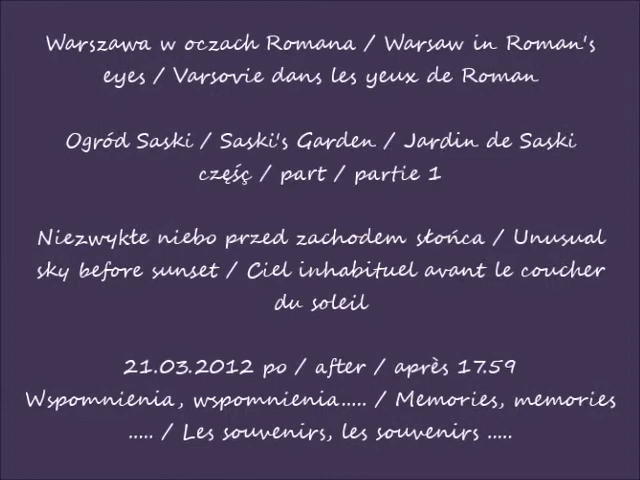 Warszawa w oczach Romana / Warsaw in Roman's
eyes / Varsovie dans les yeux de Roman
Ogród Saski / Saski's Garden / Jardin de Saski
częśç / part / partie 1
Niezwykłe niebo przed zachodem słońca / Unusual
sky before sunset / Ciel inhabituel avant le coucher
du soleil
21.03.2012 po / after / après 17.59
Wspomnienia, wspomnienia..... / Memories, memories
..... / Les souvenirs, les souvenirs .....